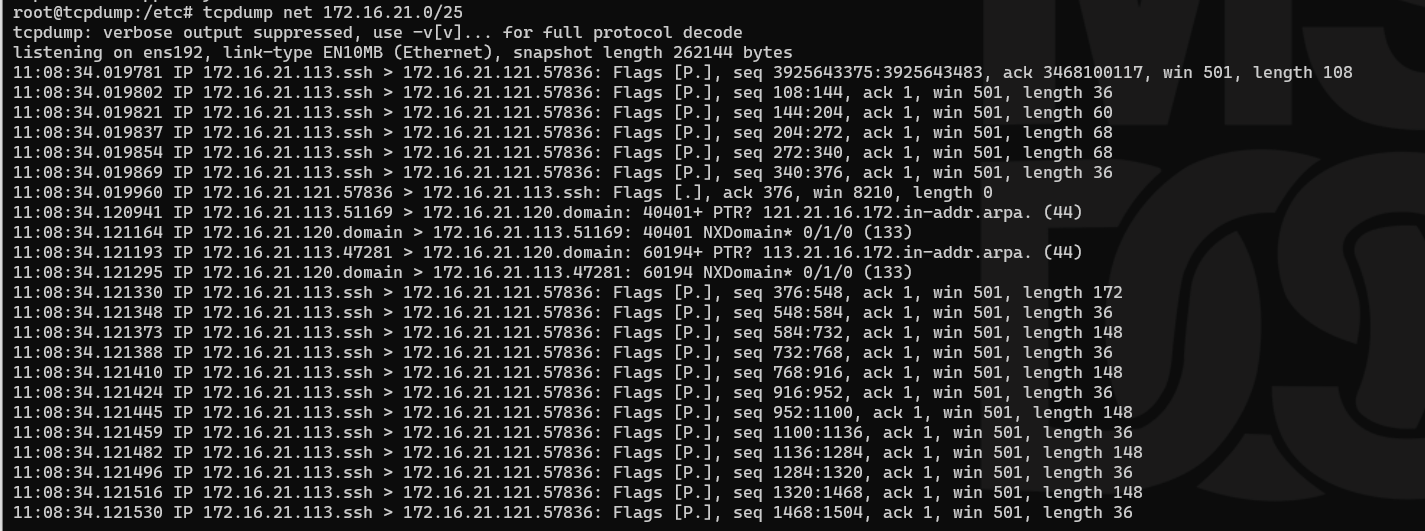 root@tcpdump:/etc# tcpdump net 172.16.21.0/25
tcpdump: verbose output suppressed, use -v[v]... for full protocol decode
listening on ens192, link-type EN10MB (Ethernet), snapshot length 262144 bytes
11:08:34.019781 IP 172.16.21.113.ssh > 172.16.21.121.57836: Flags [P.], seq 3925643375:3925643483, ack 3468100117, win 501, length 108
11:08:34.019802 IP 172.16.21.113.ssh > 172.16.21.121.57836: Flags [P.], seq 108:144, ack 1, win 501, length 36
11:08:34.019821 IP 172.16.21.113.ssh > 172.16.21.121.57836: Flags [P.], seq 144:204, ack 1, win 501, length 60
11:08:34.019837 IP 172.16.21.113.ssh > 172.16.21.121.57836: Flags [P.], seq 204:272, ack 1, win 501, length 68
11:08:34.019854 IP 172.16.21.113.ssh > 172.16.21.121.57836: Flags [P.], seq 272:340, ack 1, win 501, length 68
11:08:34.019869 IP 172.16.21.113.ssh > 172.16.21.121.57836: Flags [P.], seq 340:376, ack 1, win 501, length 36
11:08:34.019960 IP 172.16.21.121.57836 > 172.16.21.113.ssh: Flags [.], ack 376, win 8210, length 0
11:08:34.120941 IP 172.16.21.113.51169 > 172.16.21.120.domain: 40401+ PTR? 121.21.16.172.in-addr.arpa. (44)
11:08:34.121164 IP 172.16.21.120.domain > 172.16.21.113.51169: 40401 NXDomain* 0/1/0 (133)
11:08:34.121193 IP 172.16.21.113.47281 > 172.16.21.120.domain: 60194+ PTR? 113.21.16.172.in-addr.arpa. (44)
11:08:34.121295 IP 172.16.21.120.domain > 172.16.21.113.47281: 60194 NXDomain* 0/1/0 (133)
11:08:34.121330 IP 172.16.21.113.ssh > 172.16.21.121.57836: Flags [P.], seq 376:548, ack 1, win 501, length 172
11:08:34.121348 IP 172.16.21.113.ssh > 172.16.21.121.57836: Flags [P.], seq 548:584, ack 1, win 501, length 36
11:08:34.121373 IP 172.16.21.113.ssh > 172.16.21.121.57836: Flags [P.], seq 584:732, ack 1, win 501, length 148
11:08:34.121388 IP 172.16.21.113.ssh > 172.16.21.121.57836: Flags [P.], seq 732:768, ack 1, win 501, length 36
11:08:34.121410 IP 172.16.21.113.ssh > 172.16.21.121.57836: Flags [P.], seq 768:916, ack 1, win 501, length 148
11:08:34.121424 IP 172.16.21.113.ssh > 172.16.21.121.57836: Flags [P.], seq 916:952, ack 1, win 501, length 36
11:08:34.121445 IP 172.16.21.113.ssh > 172.16.21.121.57836: Flags [P.], seq 952:1100, ack 1, win 501, length 148
11:08:34.121459 IP 172.16.21.113.ssh > 172.16.21.121.57836: Flags [P.], seq 1100:1136, ack 1, win 501, length 36
11:08:34.121482 IP 172.16.21.113.ssh > 172.16.21.121.57836: Flags [P.], seq 1136:1284, ack 1, win 501, length 148
11:08:34.121496 IP 172.16.21.113.ssh > 172.16.21.121.57836: Flags [P.], seq 1284:1320, ack 1, win 501, length 36
11:08:34.121516 IP 172.16.21.113.ssh > 172.16.21.121.57836: Flags [P.], seq 1320:1468, ack 1, win 501, length 148
11:08:34.121530 IP 172.16.21.113.ssh > 172.16.21.121.57836: Flags [P.], seq 1468:1504, ack 1, win 501, length 36